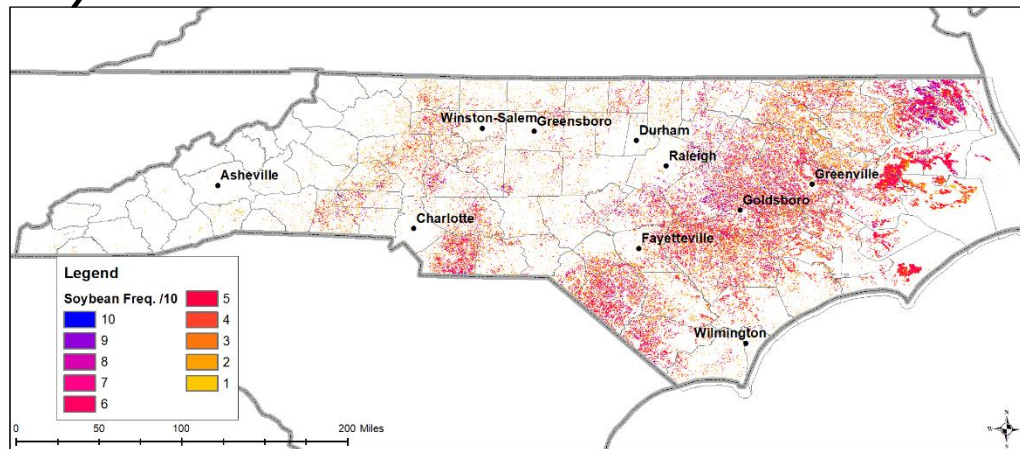 Winston-Salem
Greensboro
Durham
Raleigh
Asheville
Greenville
Goldsboro
Charlotte
Fayetteville
Wilmington
Legend
Soybean Freq. /10
10
9
8
7
6
5
4
3
2
1
0 50 100 200 Miles
N
W E
S